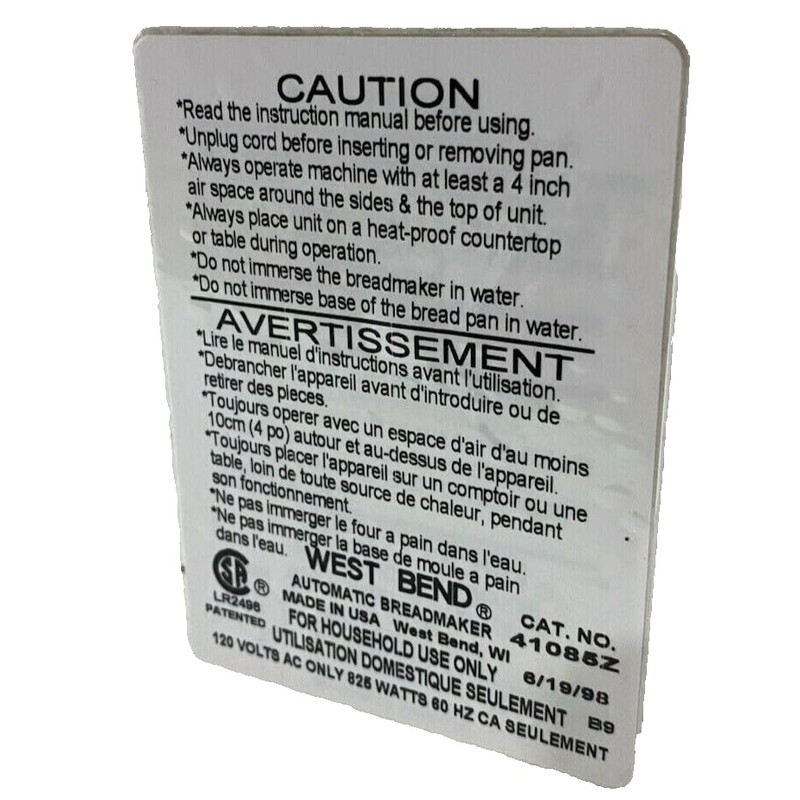 CAUTION
*Read the instruction manual before using.
*Unplug cord before inserting or removing pan.
*Always operate machine with at least a 4 inch
air space around the sides & the top of unit.
*Always place unit on a heat-proof countertop
or table during operation.
*Do not immerse the breadmaker in water.
*Do not immerse base of the bread pan in water.
AVERTISSEMENT
*Lire le manuel d'instructions avant l'utilisation.
*Debrancher l'appareil avant d'introduire ou de
retirer des pieces.
*Toujours operer avec un espace d'air d'au moins
10cm (4 po) autour et au-dessus de l'appareil.
*Toujours placer l'appareil sur un comptoir ou une
table, loin de toute source de chaleur, pendant
son fonctionnement.
*Ne pas immerger le four a pain dans l'eau.
*Ne pas immerger la base de moule a pain
dans l'eau.
WEST BEND ®
SA ®
LR2496
PATENTED
AUTOMATIC BREADMAKER
MADE IN USA West Bend, WI
CAT. NO.
41085Z
FOR HOUSEHOLD USE ONLY 6/19/98
UTILISATION DOMESTIQUE SEULEMENT B9
120 VOLTS AC ONLY 825 WATTS 60 HZ CA SEULEMENT